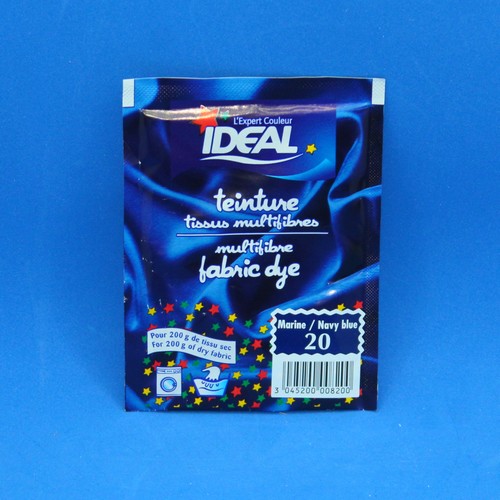 L'Expert Couleur
IDEAL
teinture
tissus multifibres
multifibre
fabric dye
Pour 200 g de tissu sec
For 200 g of dry fabric
Marine / Navy blue
20
3 045200 008200